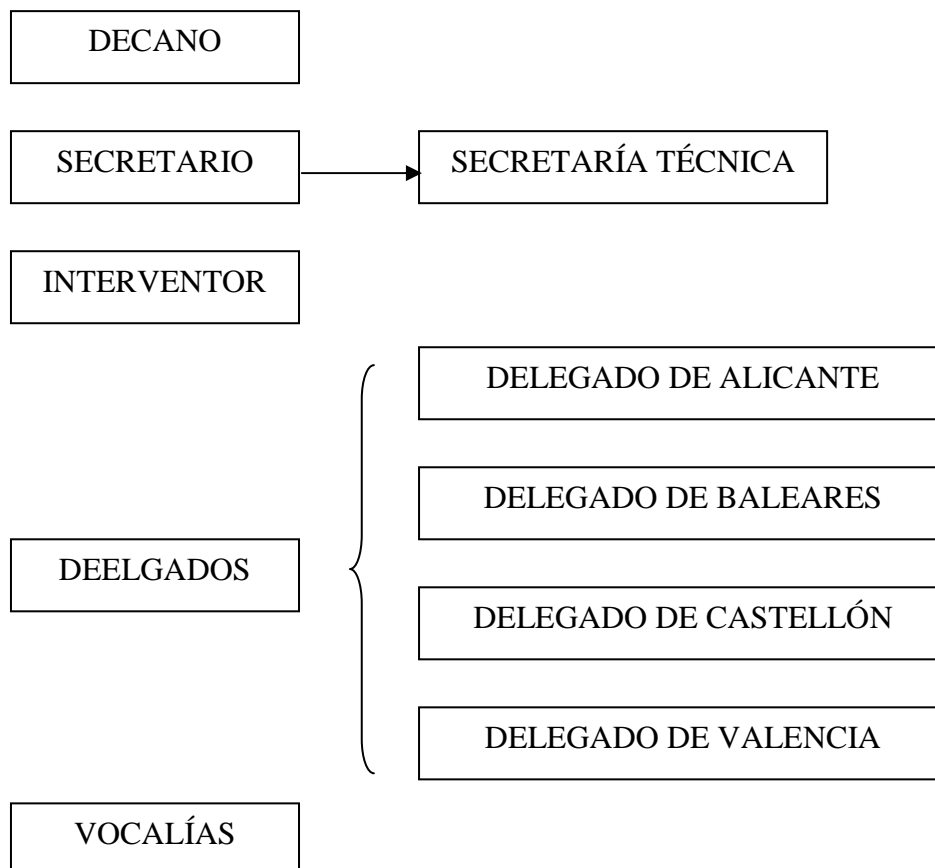 DECANO
SECRETARIO
SECRETARÍA TÉCNICA
INTERVENTOR
DELEGADO DE ALICANTE
DELEGADO DE BALEARES
DEELGADOS
DELEGADO DE CASTELLÓN
DELEGADO DE VALENCIA
VOCALÍAS